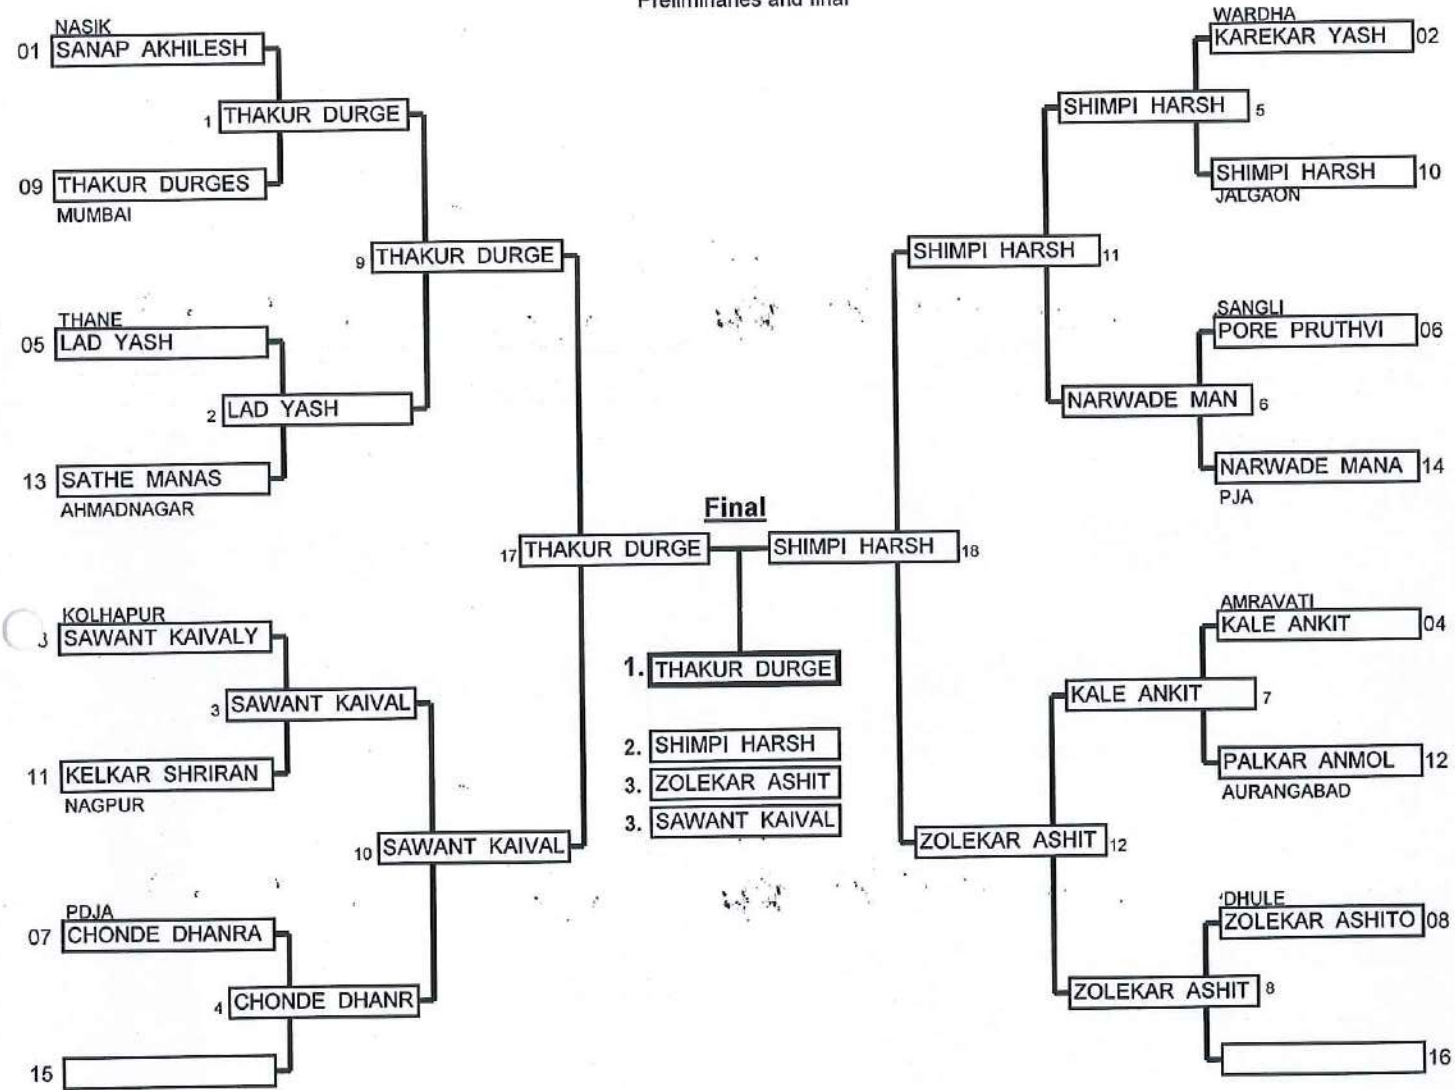 Preliminaries and final
NASIK
01 SANAP AKHILESH
1 THAKUR DURGE
09 THAKUR DURGES
MUMBAI
9 THAKUR DURGE
THANE
05 LAD YASH
2 LAD YASH
13 SATHE MANAS
AHMADNAGAR
17 THAKUR DURGE
KOLHAPUR
3 SAWANT KAIVALY
3 SAWANT KAIVAL
11 KELKAR SHRIRAN
NAGPUR
10 SAWANT KAIVAL
PDJA
07 CHONDE DHANRA
4 CHONDE DHANR
15
Final
1. THAKUR DURGE
2. SHIMPI HARSH
3. ZOLEKAR ASHIT
3. SAWANT KAIVAL
WARDHA
KAREKAR YASH 02
SHIMPI HARSH 5
SHIMPI HARSH 10
JALGAON
SHIMPI HARSH 11
SANGLI
PORE PRUTHVI 06
NARWADE MAN 6
NARWADE MANA 14
PJA
SHIMPI HARSH 18
AMRAVATI
KALE ANKIT 04
KALE ANKIT 7
PALKAR ANMOL 12
AURANGABAD
ZOLEKAR ASHIT 12
DHULE
ZOLEKAR ASHITO 08
ZOLEKAR ASHIT 8
16